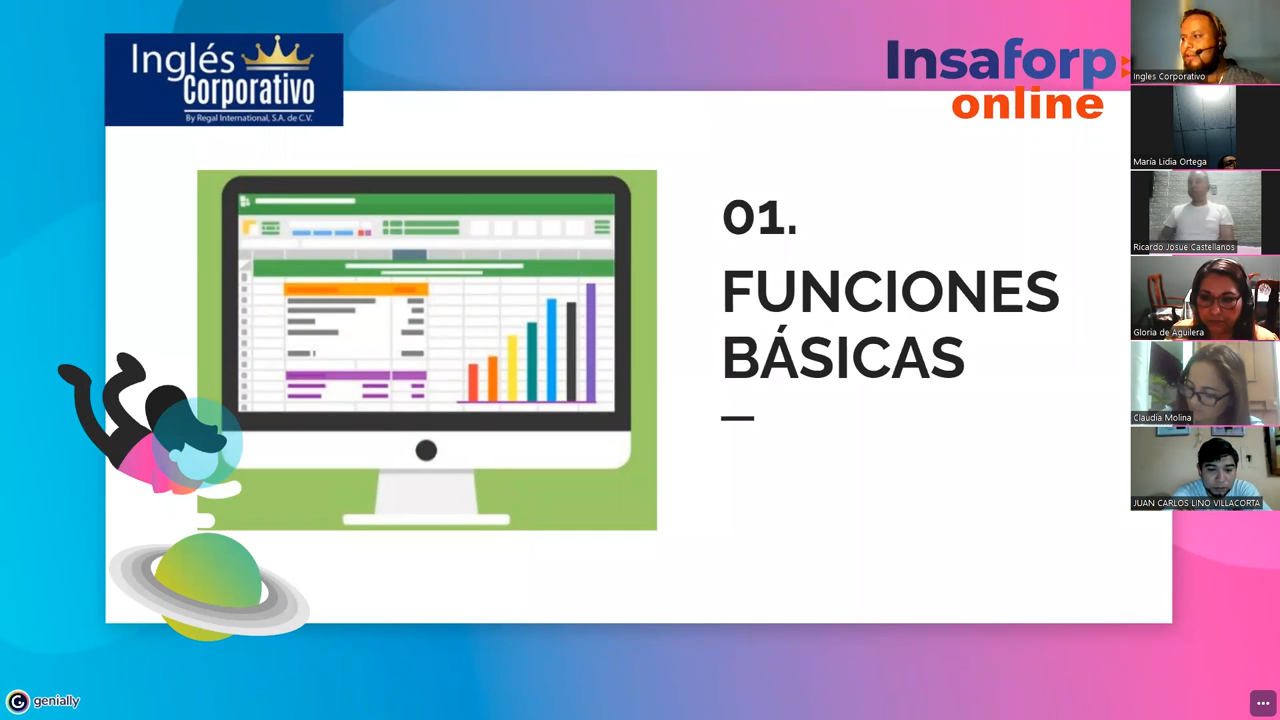 Inglés
Corporativo
By Regal International, S.A. de C.V.
Insaforp
online
01.
FUNCIONES
BÁSICAS
Ingles Corporativo
María Lidia Ortega
Ricardo Josue Castellanos
Gloria de Aguilera
Claudia Molina
JUAN CARLOS LINO VILLACORTA
genially